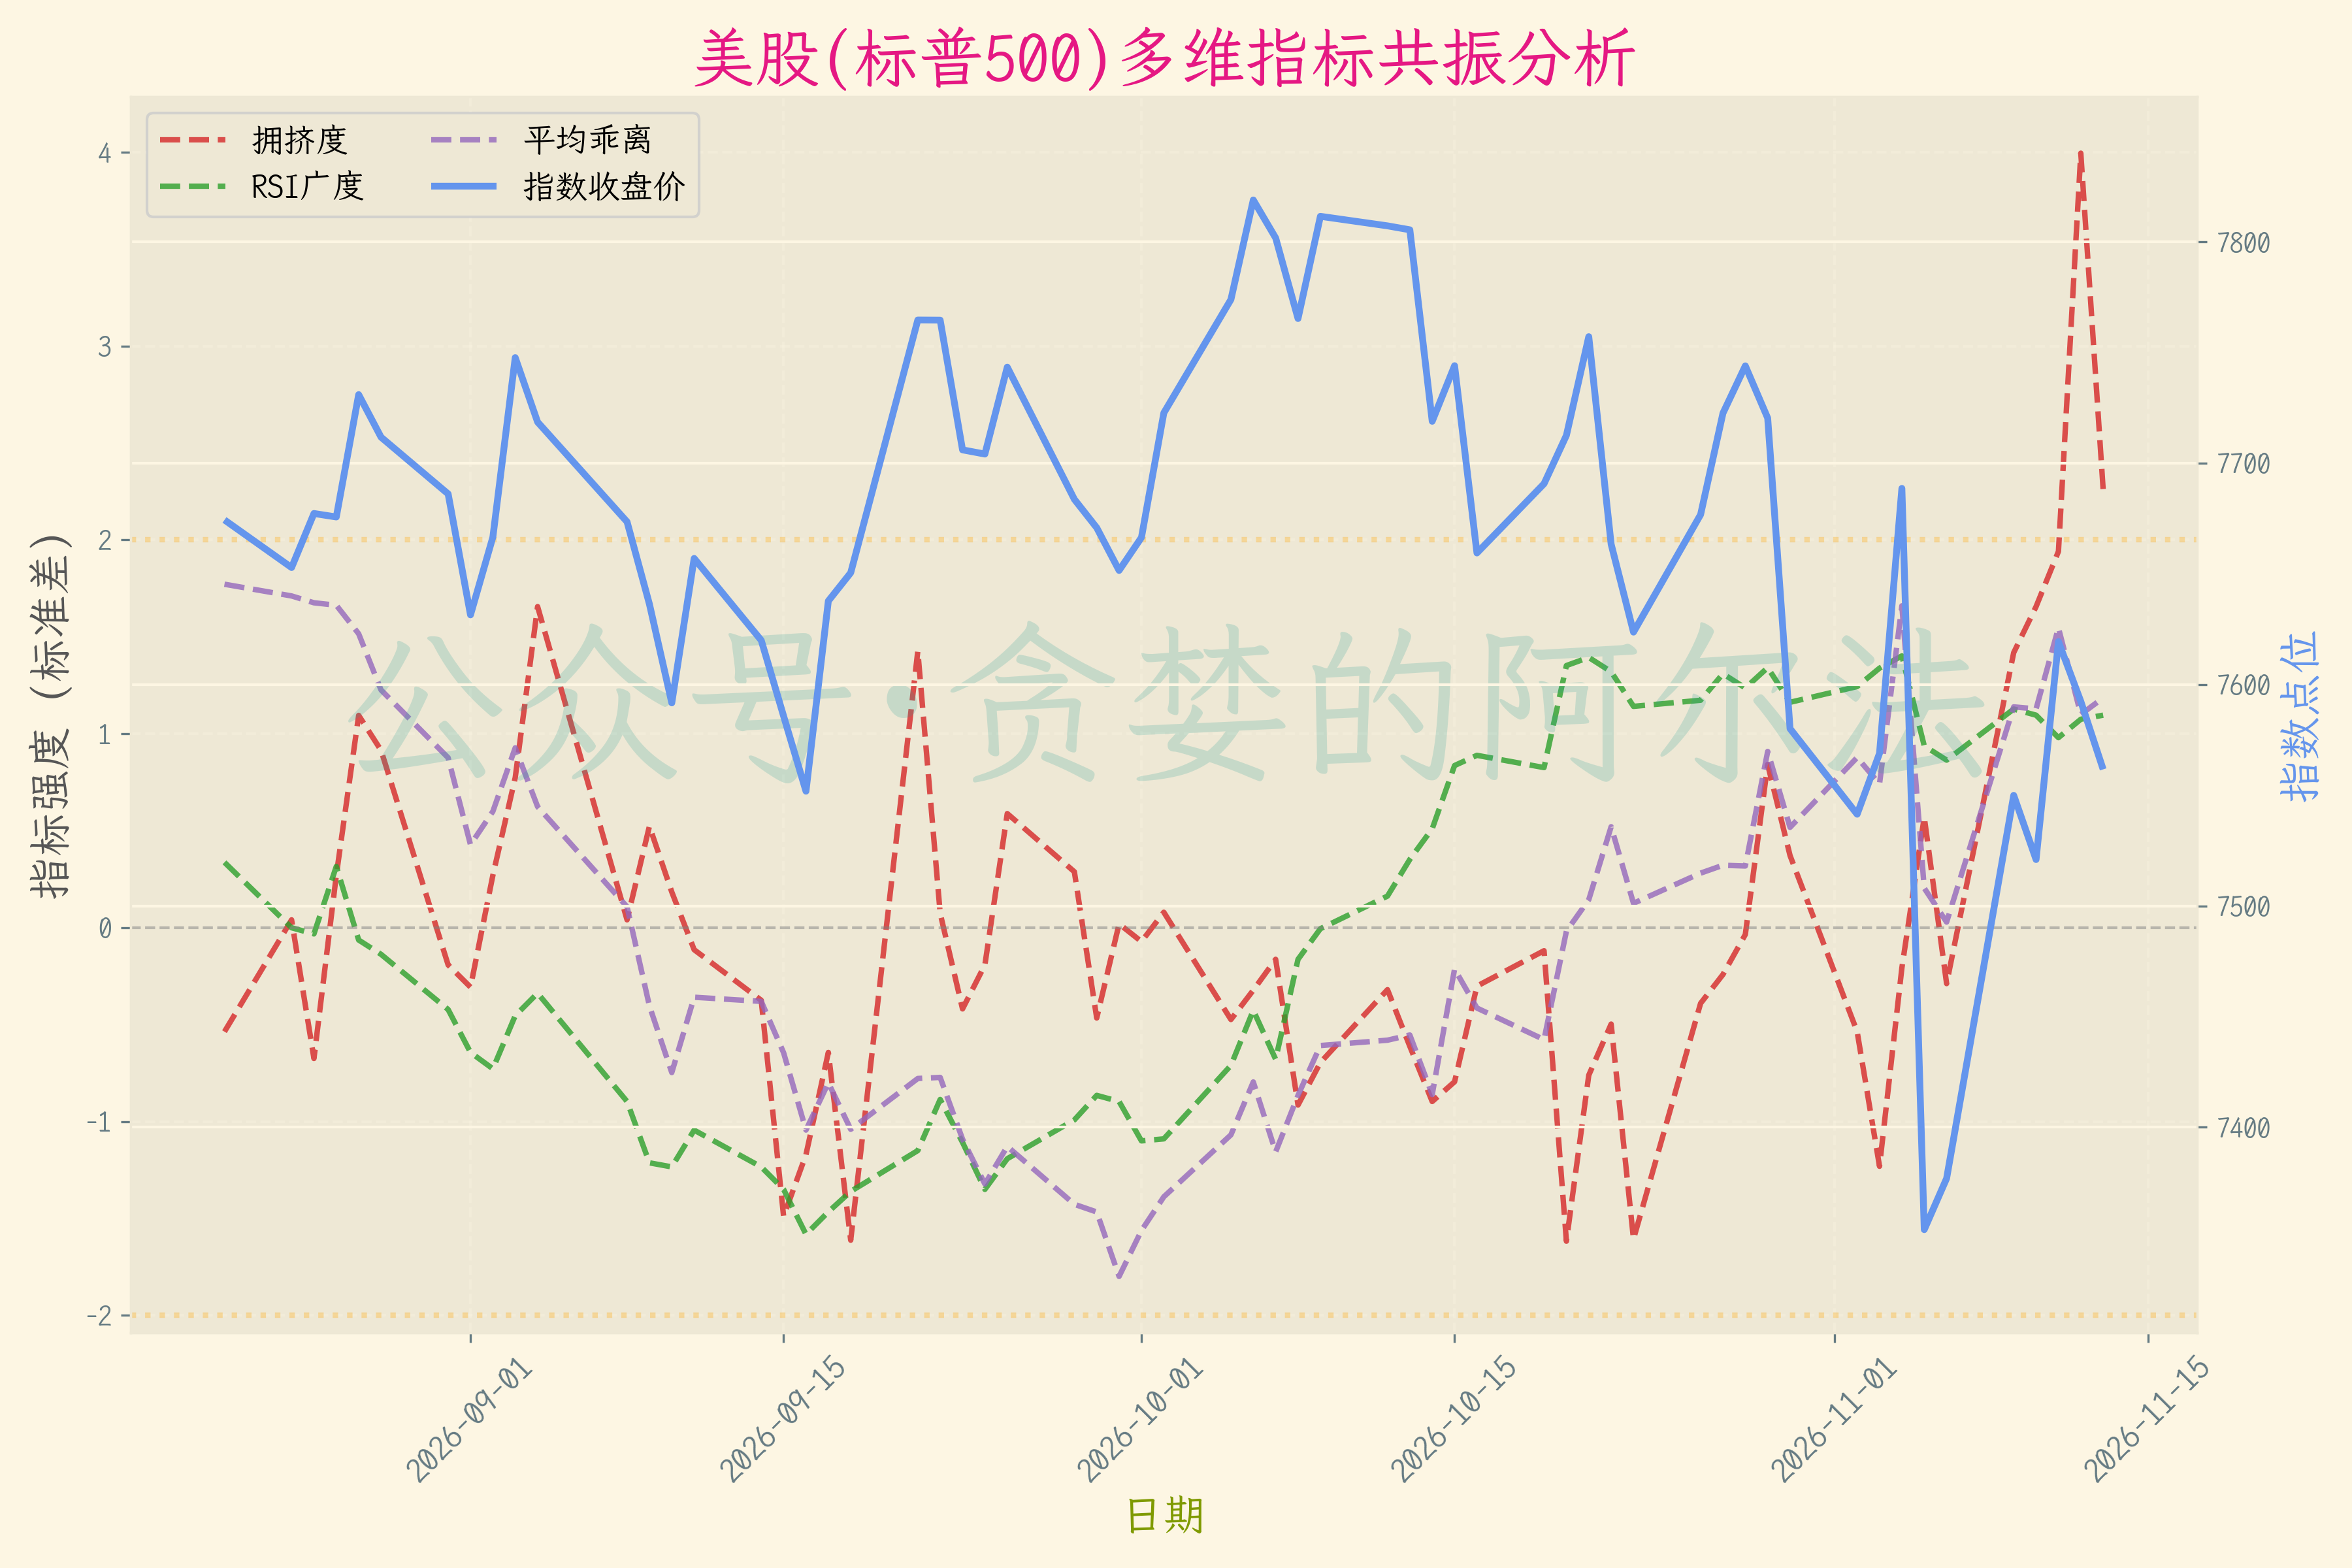 美股(标普500)多维指标共振分析
拥挤度
RSI广度
平均乖离
指数收盘价
4
3
2
1
0
-1
-2
指标强度 (标准差)
7800
7700
7600
7500
7400
指数点位
公众号·贪婪的阿尔法
2026-09-01
2026-09-15
2026-10-01
2026-10-15
2026-11-01
2026-11-15
日期